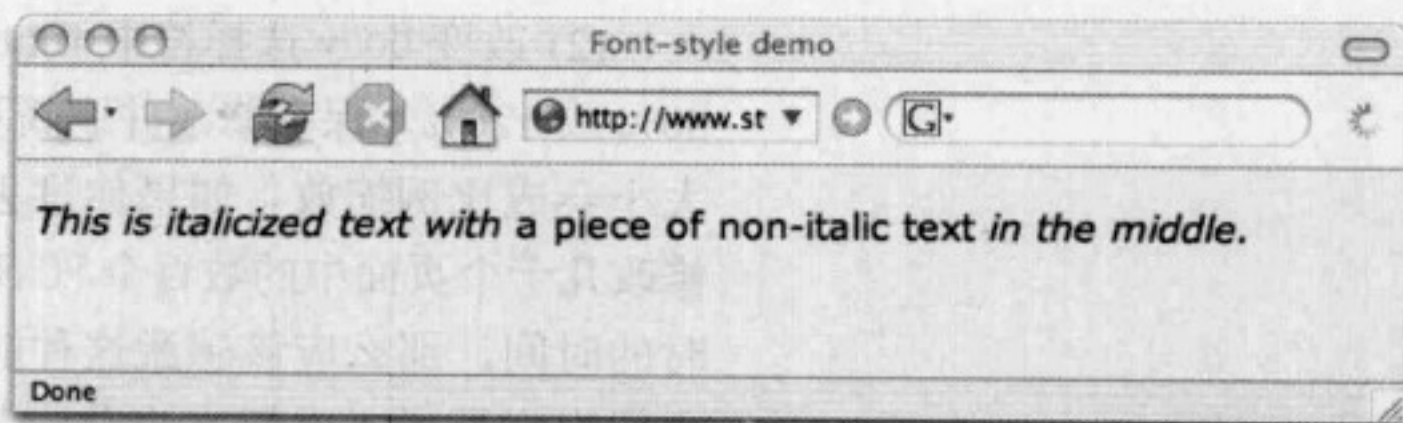 Font-style demo
http://www.st
G
*This is italicized text with* a piece of non-italic text *in the middle.*
Done